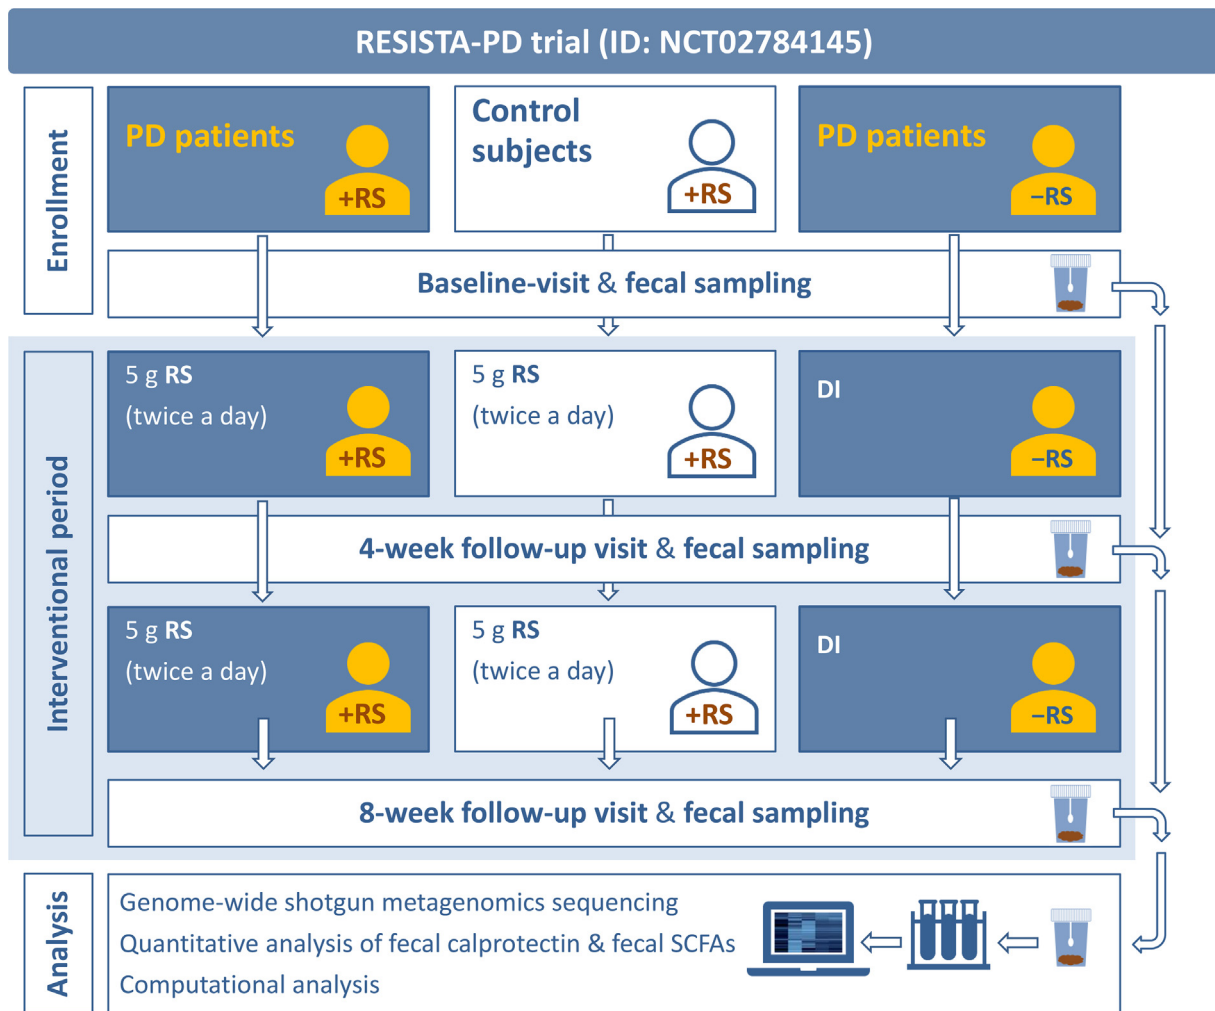 RESISTA-PD trial (ID: NCT02784145)
Enrollment
PD patients
+RS
Control
subjects
+RS
PD patients
−RS
Baseline-visit & fecal sampling
Interventional period
5 g RS
(twice a day)
+RS
5 g RS
(twice a day)
+RS
DI
−RS
4-week follow-up visit & fecal sampling
5 g RS
(twice a day)
+RS
5 g RS
(twice a day)
+RS
DI
−RS
8-week follow-up visit & fecal sampling
Analysis
Genome-wide shotgun metagenomics sequencing
Quantitative analysis of fecal calprotectin & fecal SCFAs
Computational analysis